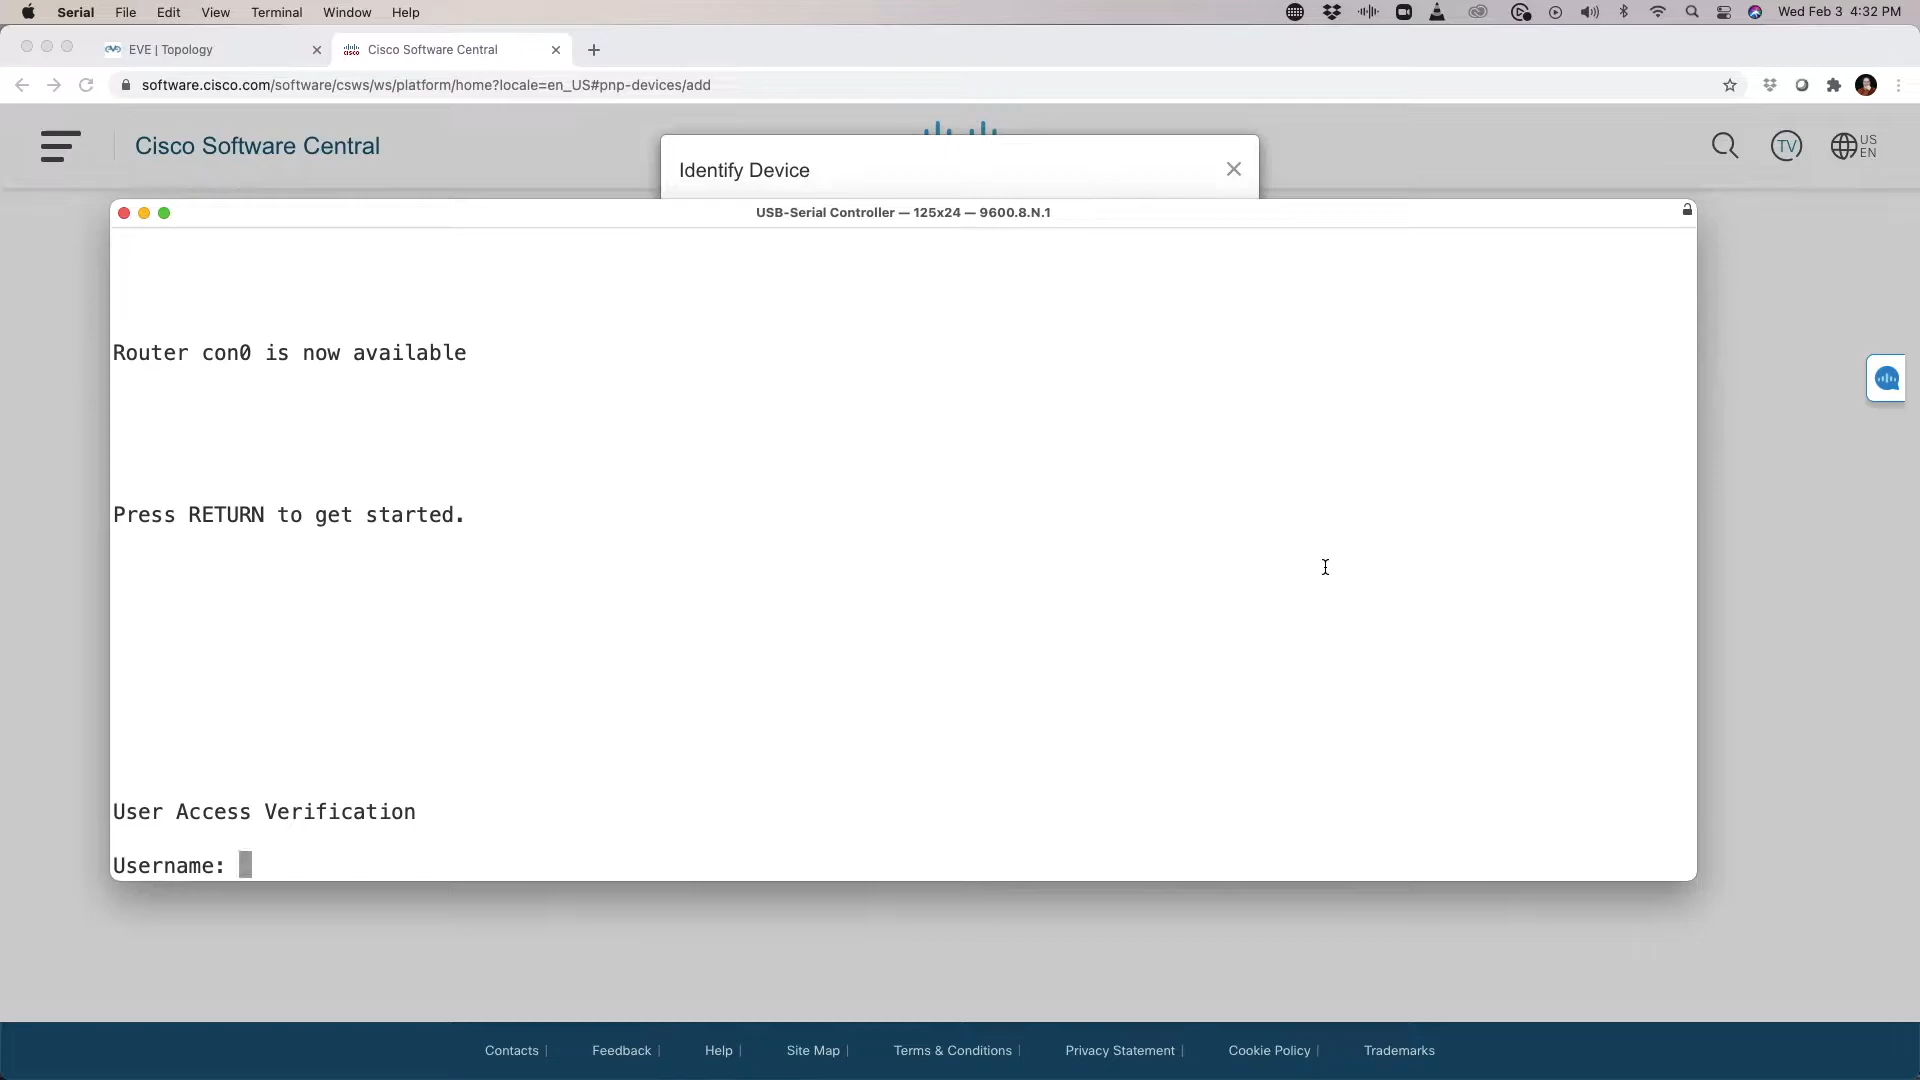 Serial File Edit View Terminal Window Help Wed Feb 3 4:32 PM
EVE | Topology Cisco Software Central
software.cisco.com/software/csws/ws/platform/home?locale=en_US#pnp-devices/add
Cisco Software Central TV US EN
Identify Device
USB-Serial Controller — 125x24 — 9600.8.N.1
Router con0 is now available
Press RETURN to get started.
User Access Verification
Username:
Contacts | Feedback | Help | Site Map | Terms & Conditions | Privacy Statement | Cookie Policy | Trademarks